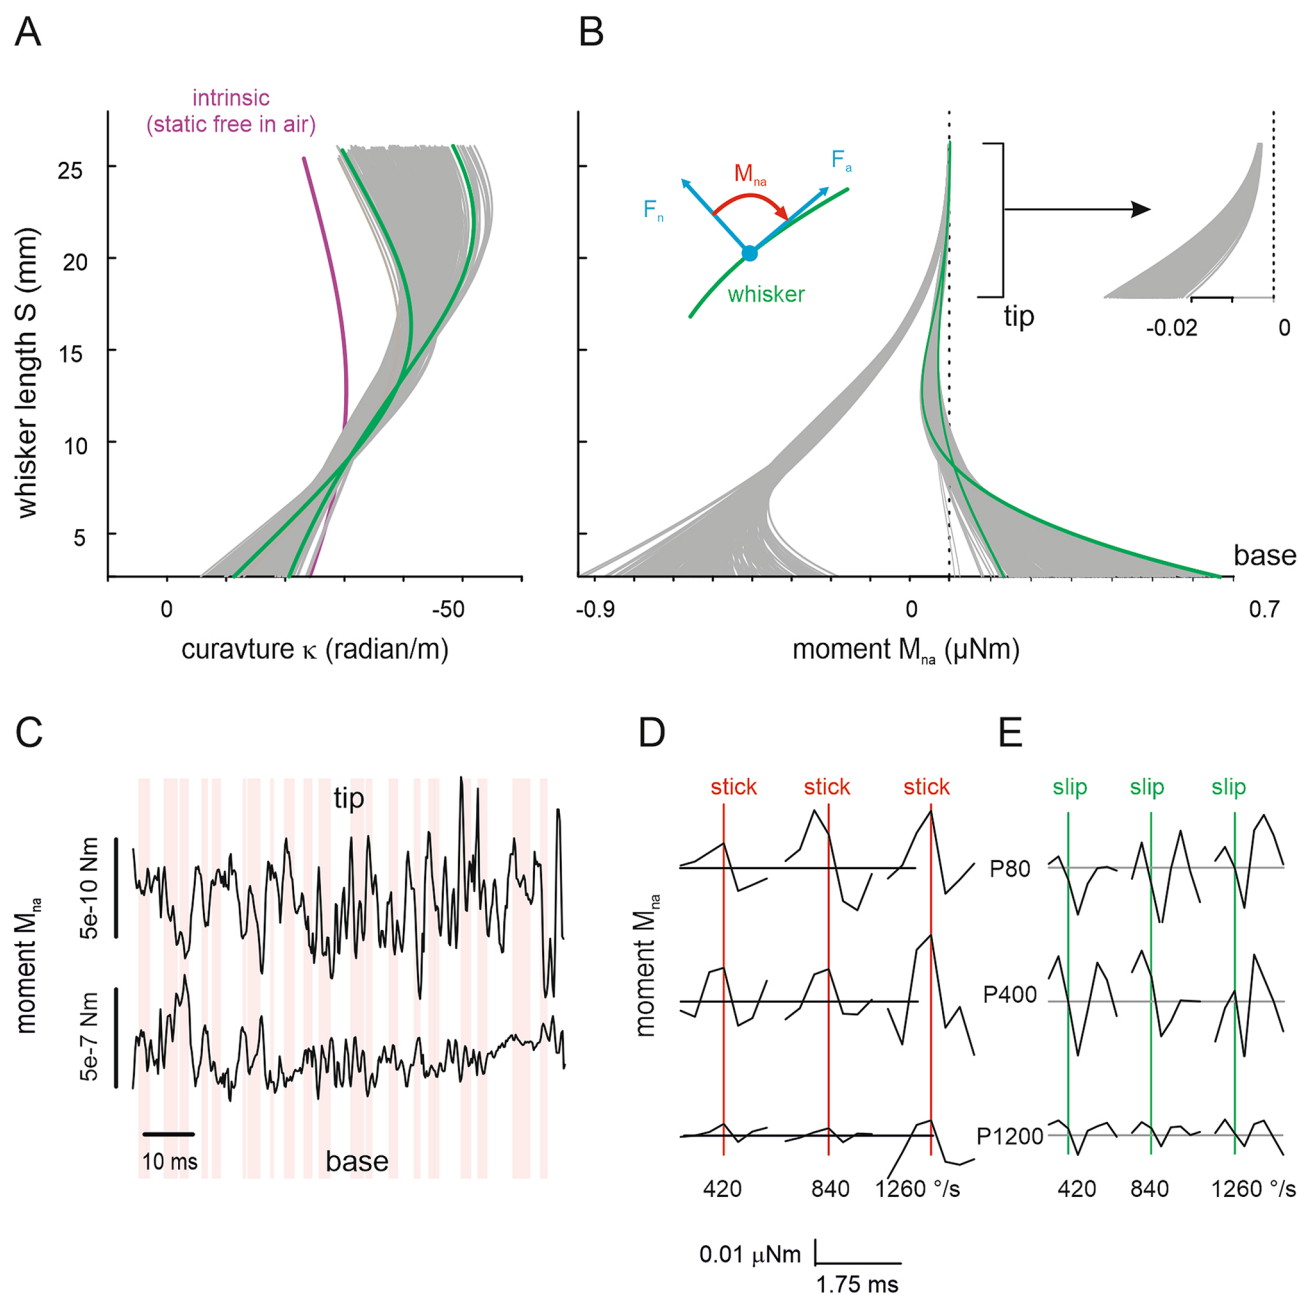 A
B
intrinsic
(static free in air)
whisker length S (mm)
25
20
15
10
5
0
-50
curavture κ (radian/m)
Mna
Fa
Fn
whisker
tip
-0.02
0
base
-0.9
0
0.7
moment Mna (µNm)
C
D
E
tip
moment Mna
5e-10 Nm
5e-7 Nm
10 ms
base
stick
stick
stick
slip
slip
slip
moment Mna
P80
P400
P1200
420
840
1260 °/s
420
840
1260 °/s
0.01 µNm
1.75 ms